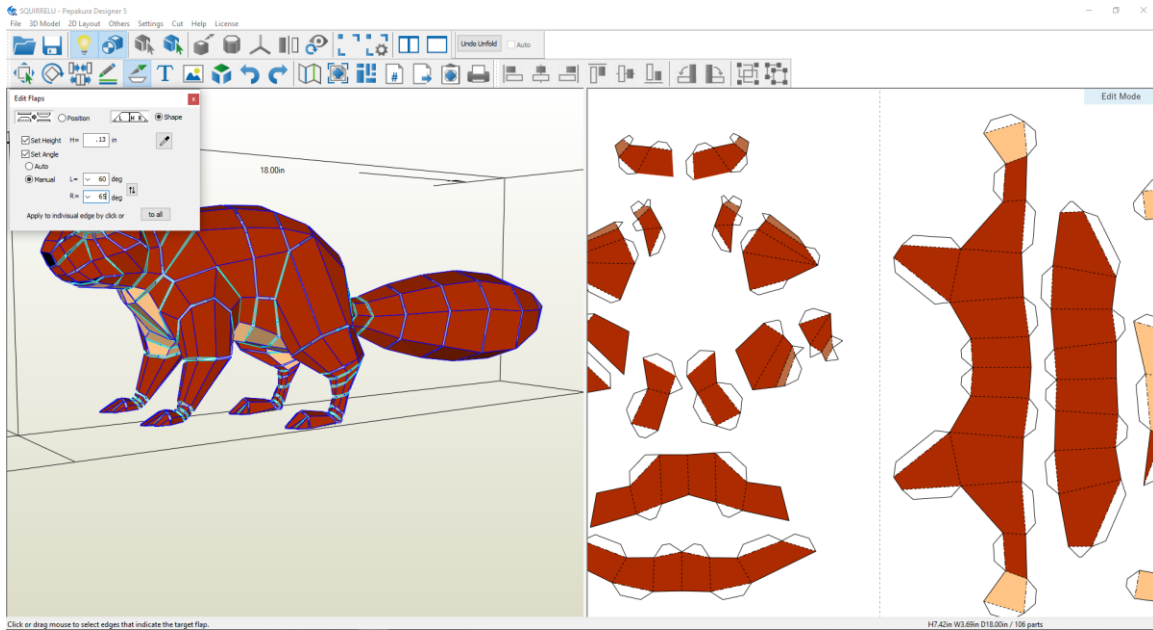 SQUIRRELU - Pepakura Designer 5
File 3D Model 2D Layout Others Settings Cut Help License
Undo Unfold Auto
T #
Edit Flaps x
Position Shape
Set Height H= .13 in
Set Angle
Auto
Manual L= 60 deg
R= 65 deg
Apply to indivisual edge by click or to all
18.00in
Edit Mode
Click or drag mouse to select edges that indicate the target flap.
H7.42in W3.69in D18.00in / 106 parts